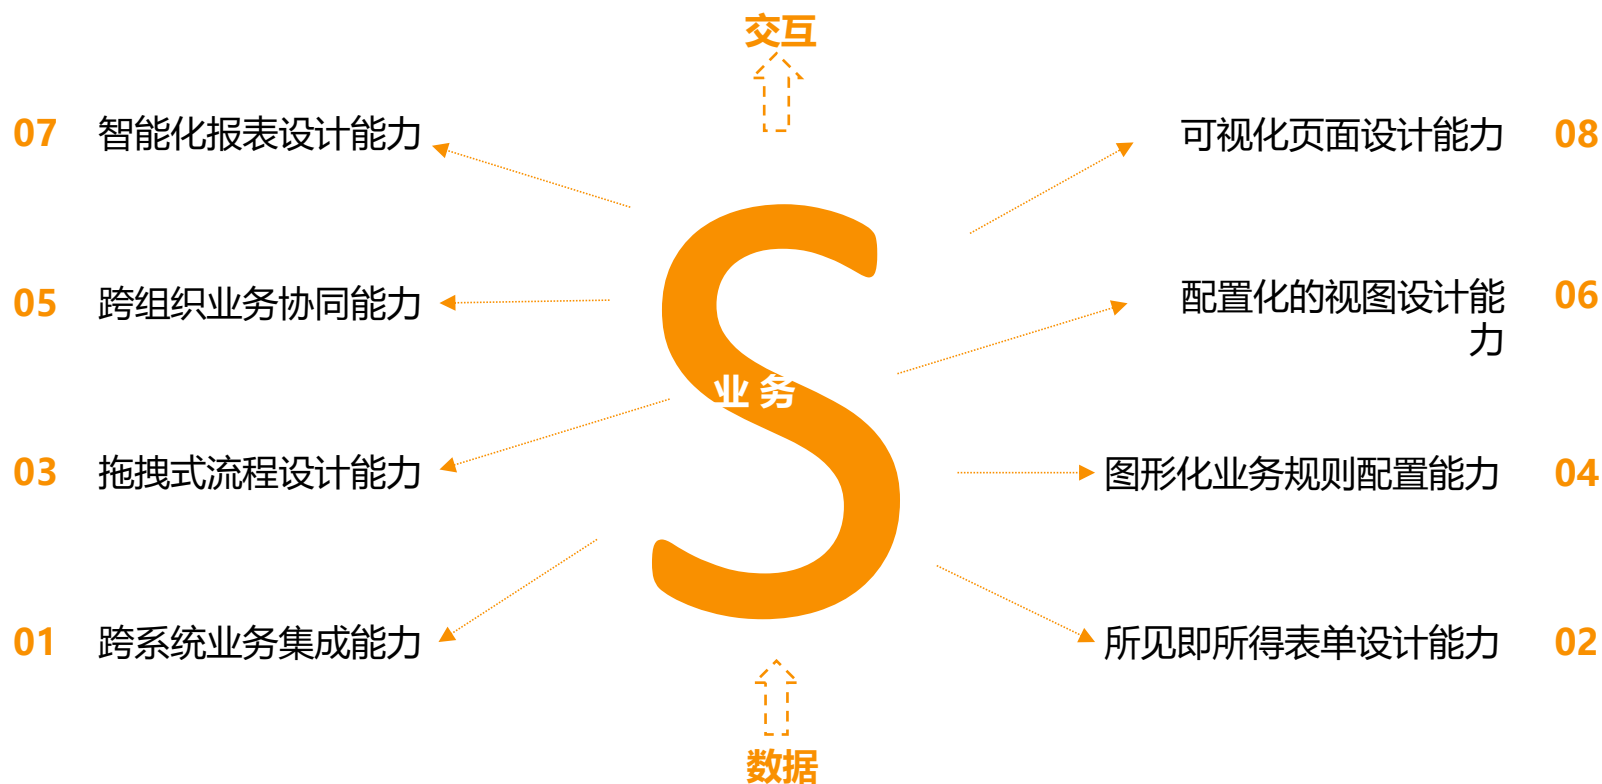 交互
07 智能化报表设计能力
可视化页面设计能力 08
05 跨组织业务协同能力
配置化的视图设计能
力
06
S
业务
03 拖拽式流程设计能力
图形化业务规则配置能力 04
01 跨系统业务集成能力
所见即所得表单设计能力 02
数据